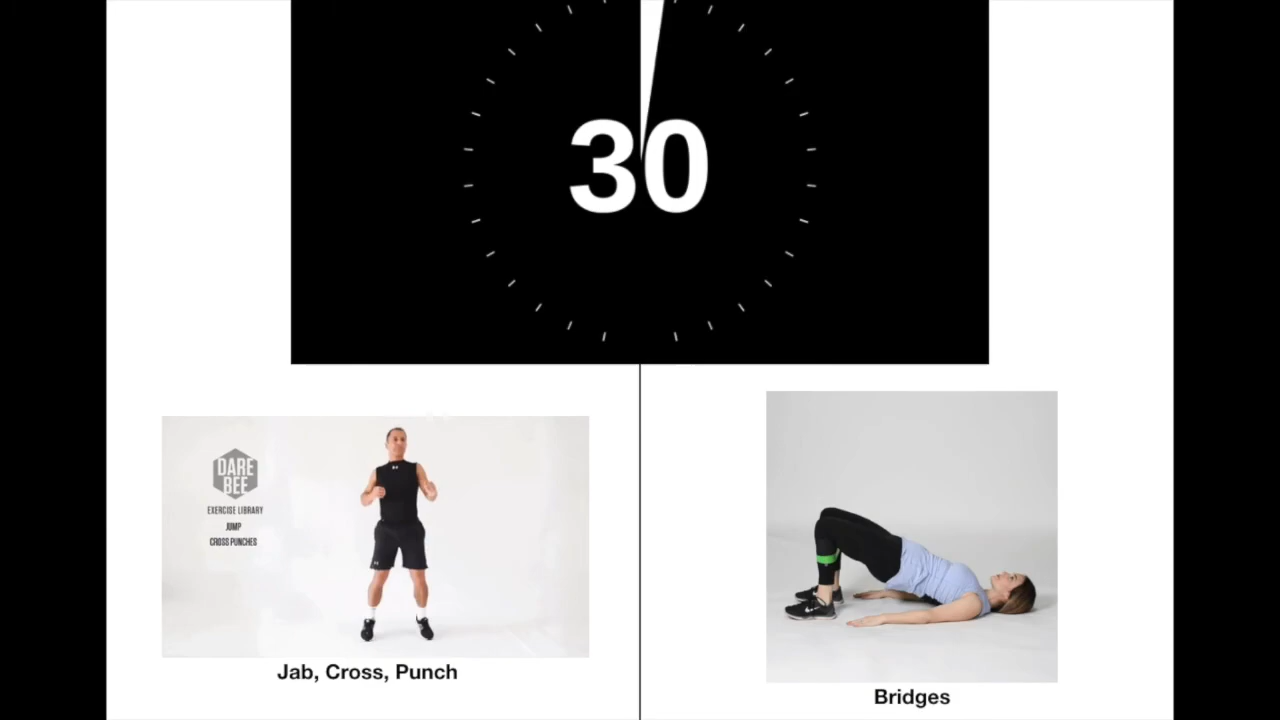 30
DARE
BEE
EXERCISE LIBRARY
JUMP
CROSS PUNCHES
Jab, Cross, Punch
Bridges